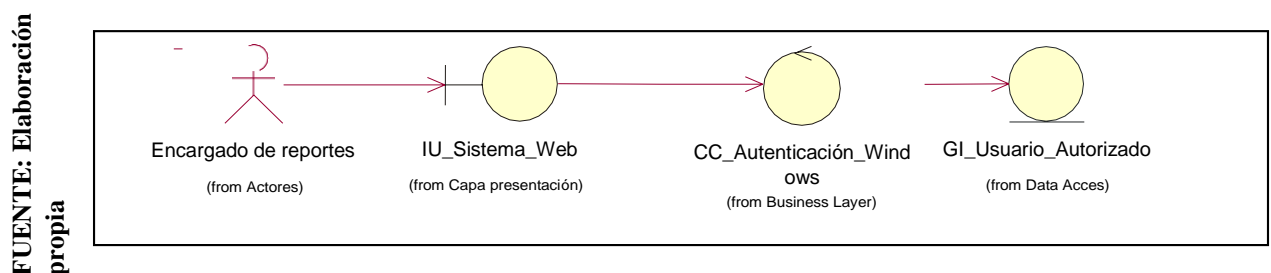 FUENTE: Elaboración
propia
Encargado de reportes
(from Actores)
IU_Sistema_Web
(from Capa presentación)
CC_Autenticación_Wind
ows
(from Business Layer)
GI_Usuario_Autorizado
(from Data Acces)